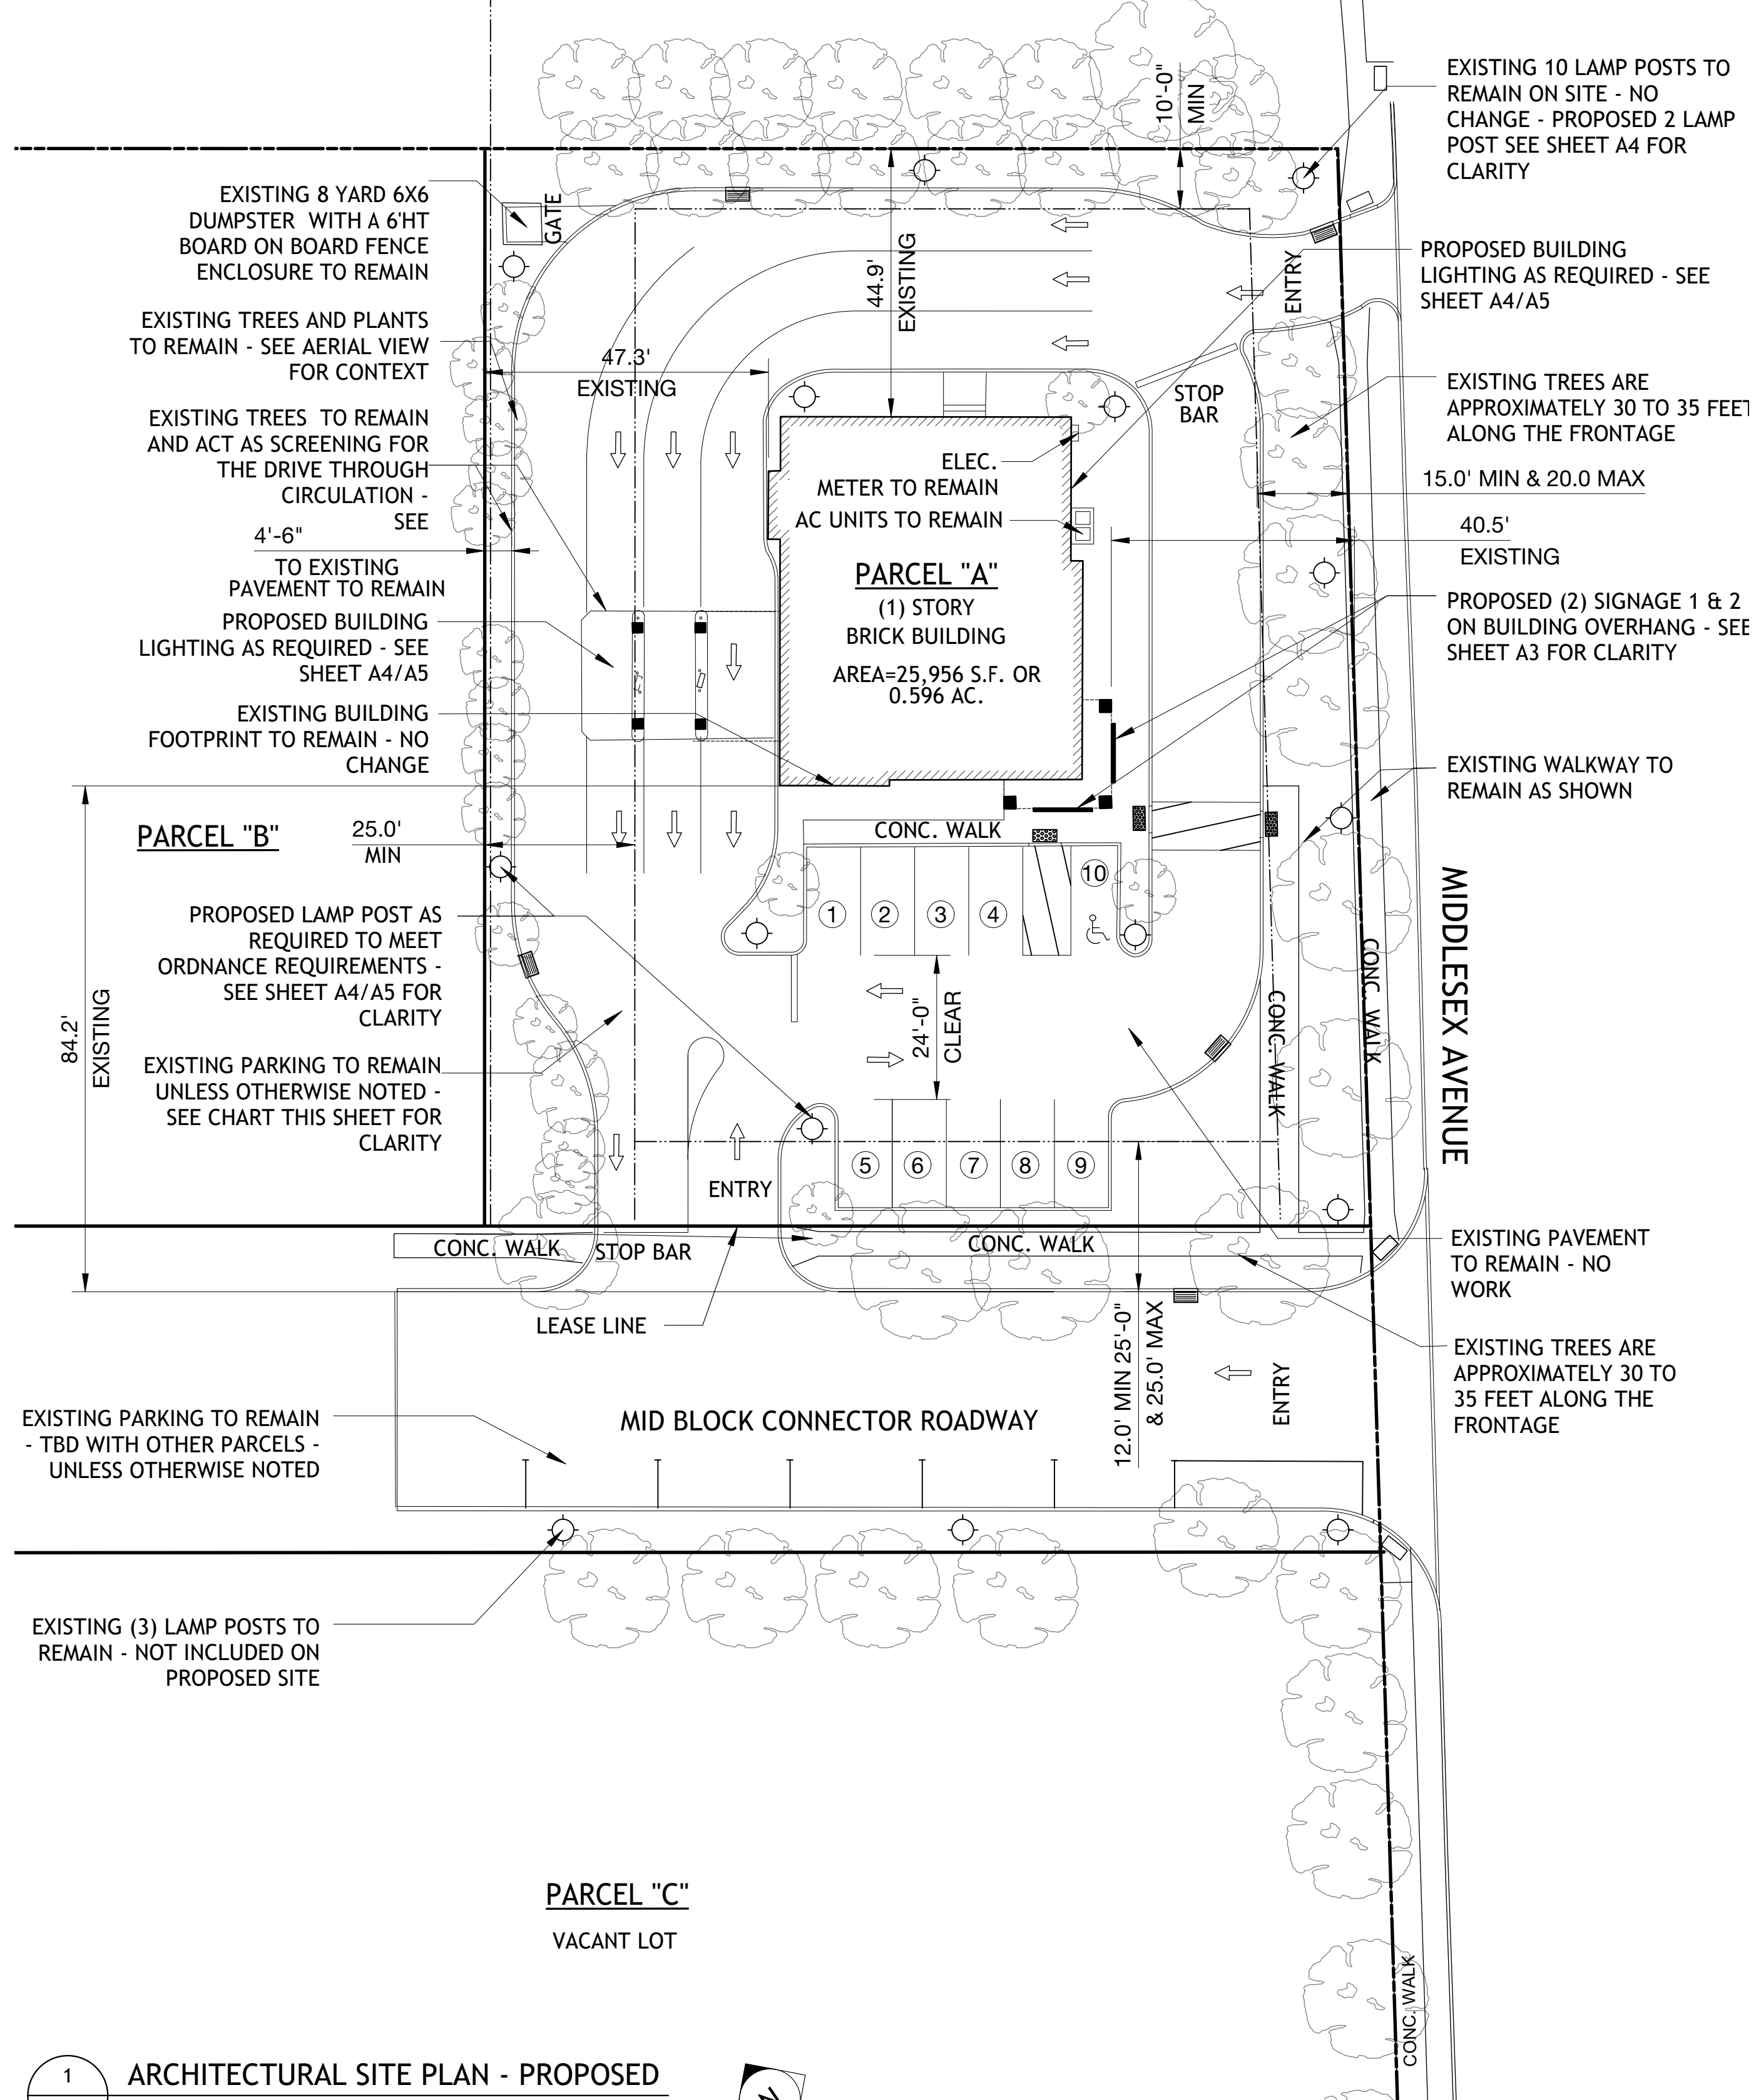 EXISTING 10 LAMP POSTS TO
REMAIN ON SITE - NO
CHANGE - PROPOSED 2 LAMP
POST SEE SHEET A4 FOR
CLARITY
10'-0"
MIN
EXISTING 8 YARD 6X6
DUMPSTER WITH A 6'HT
BOARD ON BOARD FENCE
ENCLOSURE TO REMAIN
GATE
44.9'
EXISTING
ENTRY
PROPOSED BUILDING
LIGHTING AS REQUIRED - SEE
SHEET A4/A5
EXISTING TREES AND PLANTS
TO REMAIN - SEE AERIAL VIEW
FOR CONTEXT
47.3'
EXISTING
STOP
BAR
EXISTING TREES ARE
APPROXIMATELY 30 TO 35 FEET
ALONG THE FRONTAGE
EXISTING TREES TO REMAIN
AND ACT AS SCREENING FOR
THE DRIVE THROUGH
CIRCULATION -
SEE
ELEC.
METER TO REMAIN
AC UNITS TO REMAIN
15.0' MIN & 20.0 MAX
40.5'
EXISTING
4'-6"
TO EXISTING
PAVEMENT TO REMAIN
PARCEL "A"
(1) STORY
BRICK BUILDING
AREA=25,956 S.F. OR
0.596 AC.
PROPOSED (2) SIGNAGE 1 & 2
ON BUILDING OVERHANG - SEE
SHEET A3 FOR CLARITY
PROPOSED BUILDING
LIGHTING AS REQUIRED - SEE
SHEET A4/A5
EXISTING BUILDING
FOOTPRINT TO REMAIN - NO
CHANGE
EXISTING WALKWAY TO
REMAIN AS SHOWN
PARCEL "B"
25.0'
MIN
CONC. WALK
10
1
2
3
4
MIDDLESEX AVENUE
CONC. WALK
CONC. WALK
PROPOSED LAMP POST AS
REQUIRED TO MEET
ORDNANCE REQUIREMENTS -
SEE SHEET A4/A5 FOR
CLARITY
84.2'
EXISTING
24'-0"
CLEAR
EXISTING PARKING TO REMAIN
UNLESS OTHERWISE NOTED -
SEE CHART THIS SHEET FOR
CLARITY
5
6
7
8
9
ENTRY
CONC. WALK
STOP BAR
CONC. WALK
EXISTING PAVEMENT
TO REMAIN - NO
WORK
LEASE LINE
12.0' MIN 25'-0"
& 25.0' MAX
ENTRY
EXISTING TREES ARE
APPROXIMATELY 30 TO
35 FEET ALONG THE
FRONTAGE
EXISTING PARKING TO REMAIN
- TBD WITH OTHER PARCELS -
UNLESS OTHERWISE NOTED
MID BLOCK CONNECTOR ROADWAY
EXISTING (3) LAMP POSTS TO
REMAIN - NOT INCLUDED ON
PROPOSED SITE
PARCEL "C"
VACANT LOT
CONC. WALK
1
ARCHITECTURAL SITE PLAN - PROPOSED